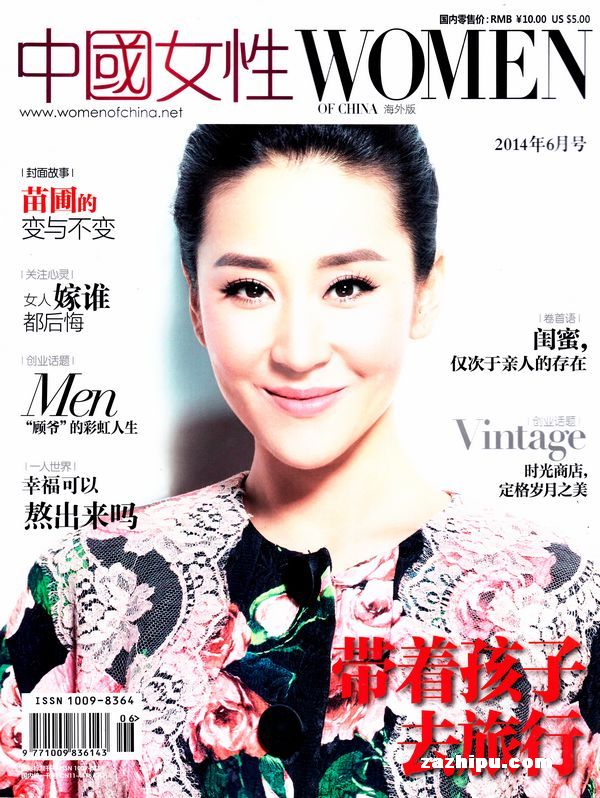 国内零售价:RMB ¥10.00 US $5.00
中國女性 WOMEN
OF CHINA 海外版
www.womenofchina.net
2014年6月号
封面故事
苗圃的
变与不变
关注心灵
女人嫁谁
都后悔
创业话题
Men
“顾爷”的彩虹人生
一人世界
幸福可以
熬出来吗
卷首语
闺蜜,
仅次于亲人的存在
创业话题
Vintage
时光商店,
定格岁月之美
带着孩子
去旅行
ISSN 1009-8364
06>
9 771009 836143
zazhipu.com